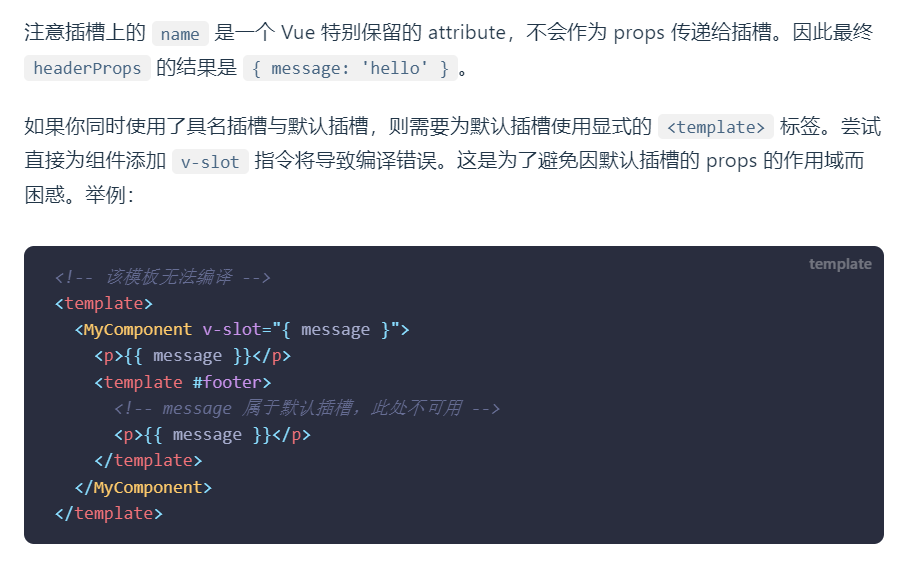 注意插槽上的 name 是一个 Vue 特别保留的 attribute，不会作为 props 传递给插槽。因此最终
headerProps 的结果是 { message: 'hello' } 。
如果你同时使用了具名插槽与默认插槽，则需要为默认插槽使用显式的 <template> 标签。尝试
直接为组件添加 v-slot 指令将导致编译错误。这是为了避免因默认插槽的 props 的作用域而
困惑。举例：
template
<!-- 该模板无法编译 -->
<template>
  <MyComponent v-slot="{ message }">
    <p>{{ message }}</p>
    <template #footer>
      <!-- message 属于默认插槽，此处不可用 -->
      <p>{{ message }}</p>
    </template>
  </MyComponent>
</template>